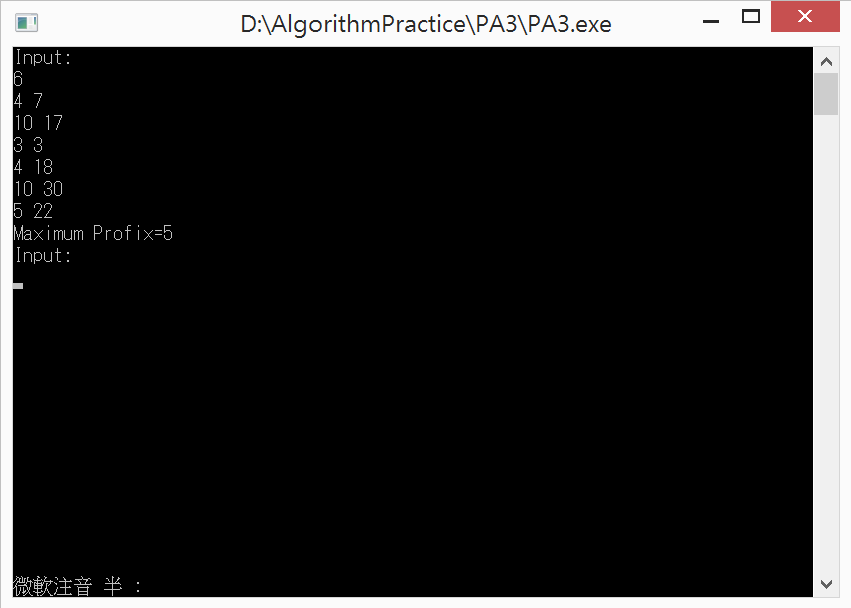 D:\AlgorithmPractice\PA3\PA3.exe
Input:
6
4 7
10 17
3 3
4 18
10 30
5 22
Maximum Profix=5
Input:
微軟注音 半 :